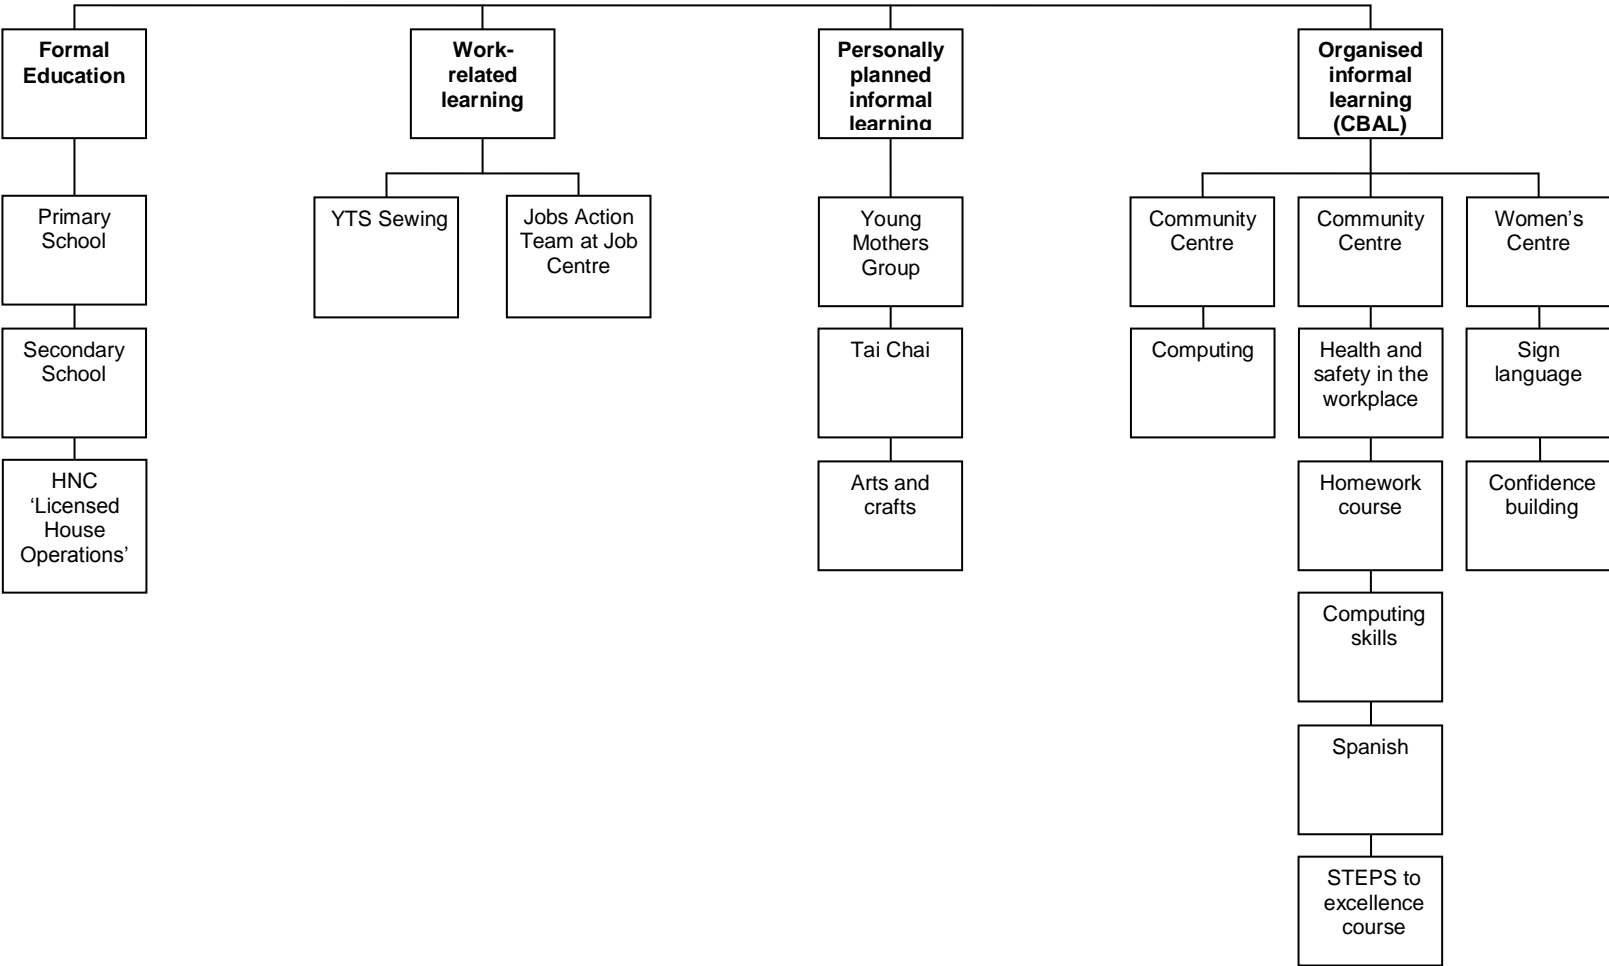 Formal
Education
Work-
related
learning
Personally
planned
informal
learning
Organised
informal
learning
(CBAL)
Primary
School
YTS Sewing
Jobs Action
Team at Job
Centre
Young
Mothers
Group
Community
Centre
Community
Centre
Women’s
Centre
Secondary
School
Tai Chai
Computing
Health and
safety in the
workplace
Sign
language
HNC
‘Licensed
House
Operations’
Arts and
crafts
Homework
course
Confidence
building
Computing
skills
Spanish
STEPS to
excellence
course